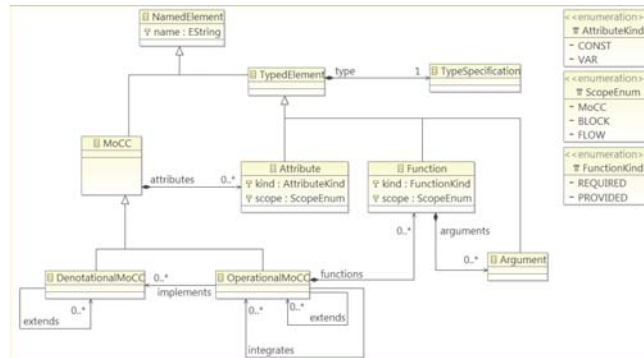 NamedElement
name : EString
TypedElement
type
1
TypeSpecification
MoCC
attributes
0..*
Attribute
kind : AttributeKind
scope : ScopeEnum
Function
kind : FunctionKind
scope : ScopeEnum
0..*
arguments
0..*
Argument
DenotationalMoCC
0..*
implements
OperationalMoCC
functions
0..*
extends
0..*
0..*
extends
integrates
<<enumeration>>
AttributeKind
- CONST
- VAR
<<enumeration>>
ScopeEnum
- MoCC
- BLOCK
- FLOW
<<enumeration>>
FunctionKind
- REQUIRED
- PROVIDED